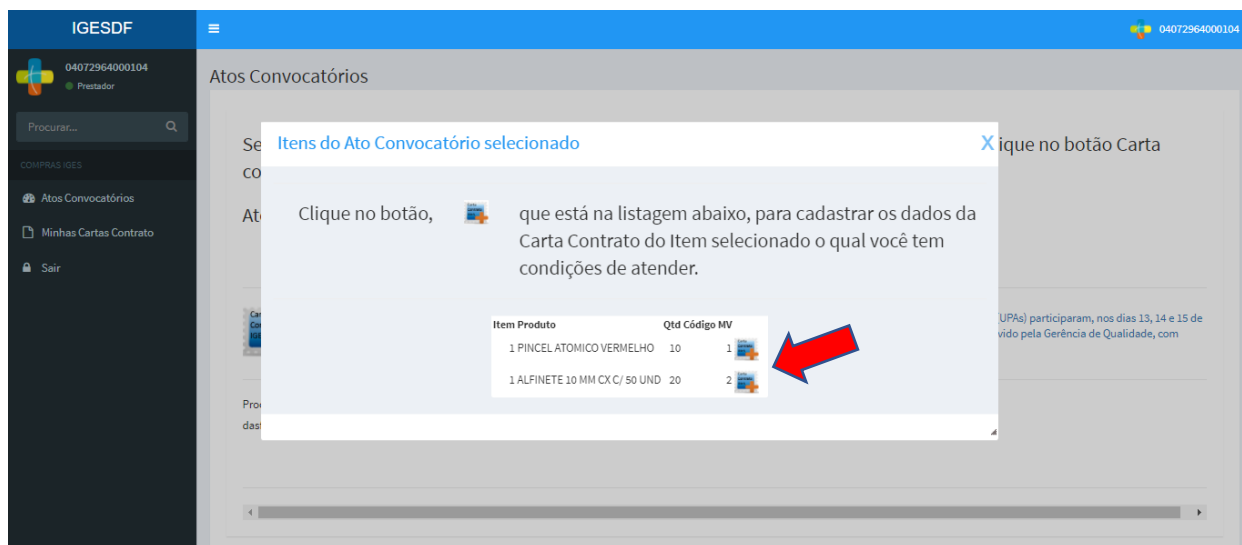 IGESDF
04072964000104
04072964000104
Prestador
Procurar...
COMPRAS IGES
Atos Convocatórios
Minhas Cartas Contrato
Sair
Atos Convocatórios
Se
ique no botão Carta
co
Itens do Ato Convocatório selecionado
X
Clique no botão,
que está na listagem abaixo, para cadastrar os dados da
Carta Contrato do Item selecionado o qual você tem
condições de atender.
Item Produto Qtd Código MV
1 PINCEL ATOMICO VERMELHO 10 1
1 ALFINETE 10 MM CX C/ 50 UND 20 2
UPAs) participaram, nos dias 13, 14 e 15 de
vido pela Gerência de Qualidade, com